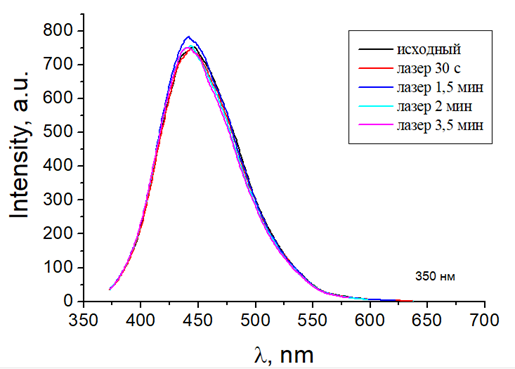 800
700
600
500
400
300
200
100
0
Intensity, a.u.
исходный
лазер 30 с
лазер 1,5 мин
лазер 2 мин
лазер 3,5 мин
350 нм
350 400 450 500 550 600 650 700
λ, nm